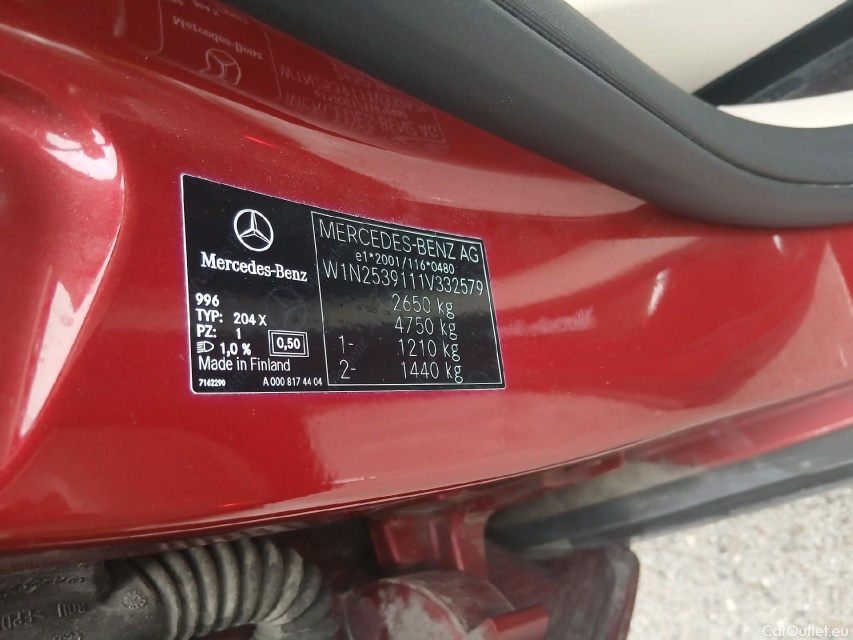 Mercedes-Benz
996
TYP: 204 X
PZ: 1
1,0 %
0,50
Made in Finland
7162290
A 000 817 44 04
MERCEDES-BENZ AG
e1*2001/116*0480
W1N2539111V332579
2650 kg
4750 kg
1- 1210 kg
2- 1440 kg
CarOutlet.eu